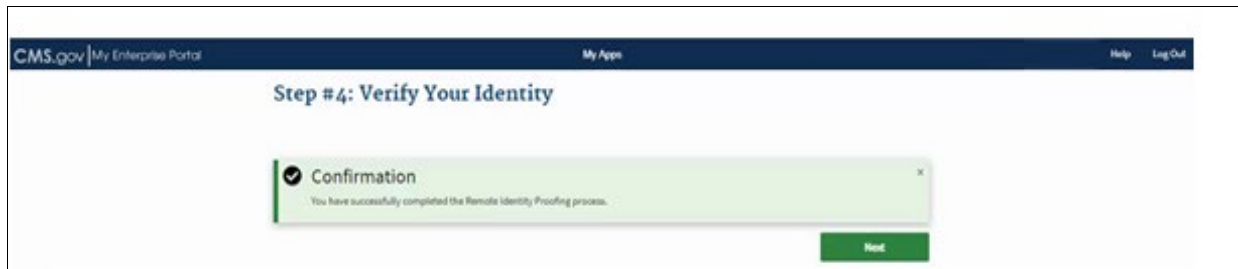 CMS.gov My Enterprise Portal My Apps Help Log Out
Step #4: Verify Your Identity
Confirmation
You have successfully completed the Remote Identity Proofing process.
Next